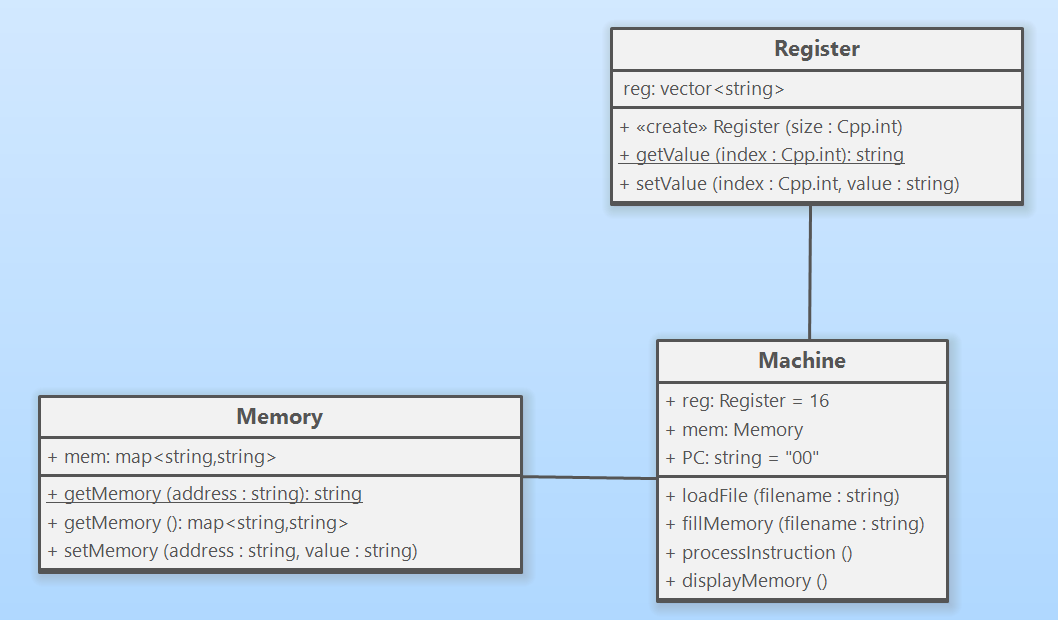 Register
reg: vector<string>
+ «create» Register (size : Cpp.int)
+ getValue (index : Cpp.int): string
+ setValue (index : Cpp.int, value : string)
Machine
+ reg: Register = 16
+ mem: Memory
+ PC: string = "00"
+ loadFile (filename : string)
+ fillMemory (filename : string)
+ processInstruction ()
+ displayMemory ()
Memory
+ mem: map<string,string>
+ getMemory (address : string): string
+ getMemory (): map<string,string>
+ setMemory (address : string, value : string)